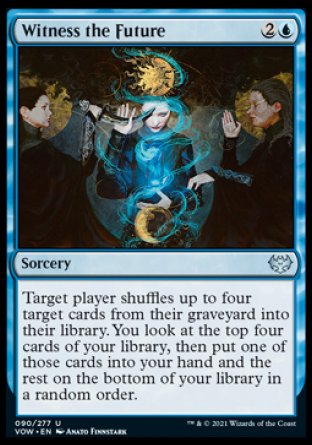 Witness the Future 2
Sorcery
Target player shuffles up to four
target cards from their graveyard into
their library. You look at the top four
cards of your library, then put one of
those cards into your hand and the
rest on the bottom of your library in
a random order.
090/277 U
VOW • EN Anato Finnstark
™ & © 2021 Wizards of the Coast